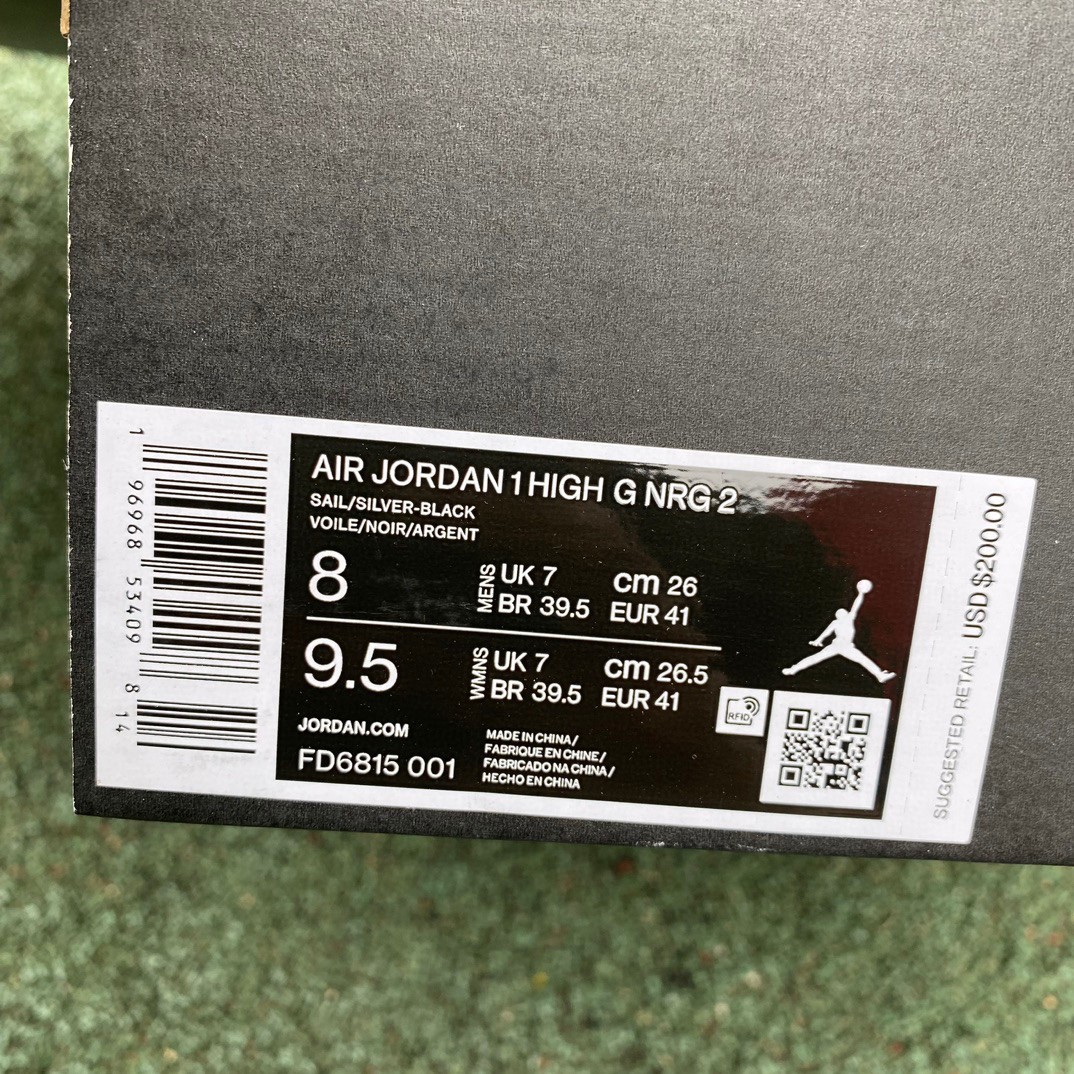 AIR JORDAN 1 HIGH G NRG 2
SAIL/SILVER-BLACK
VOILE/NOIR/ARGENT
8
MENS
UK 7 cm 26
BR 39.5 EUR 41
9.5
WMNS
UK 7 cm 26.5
BR 39.5 EUR 41
JORDAN.COM
FD6815 001
MADE IN CHINA/
FABRIQUE EN CHINE/
FABRICADO NA CHINA/
HECHO EN CHINA
RFID
1 96968 53409 8 14
SUGGESTED RETAIL: USD $200.00